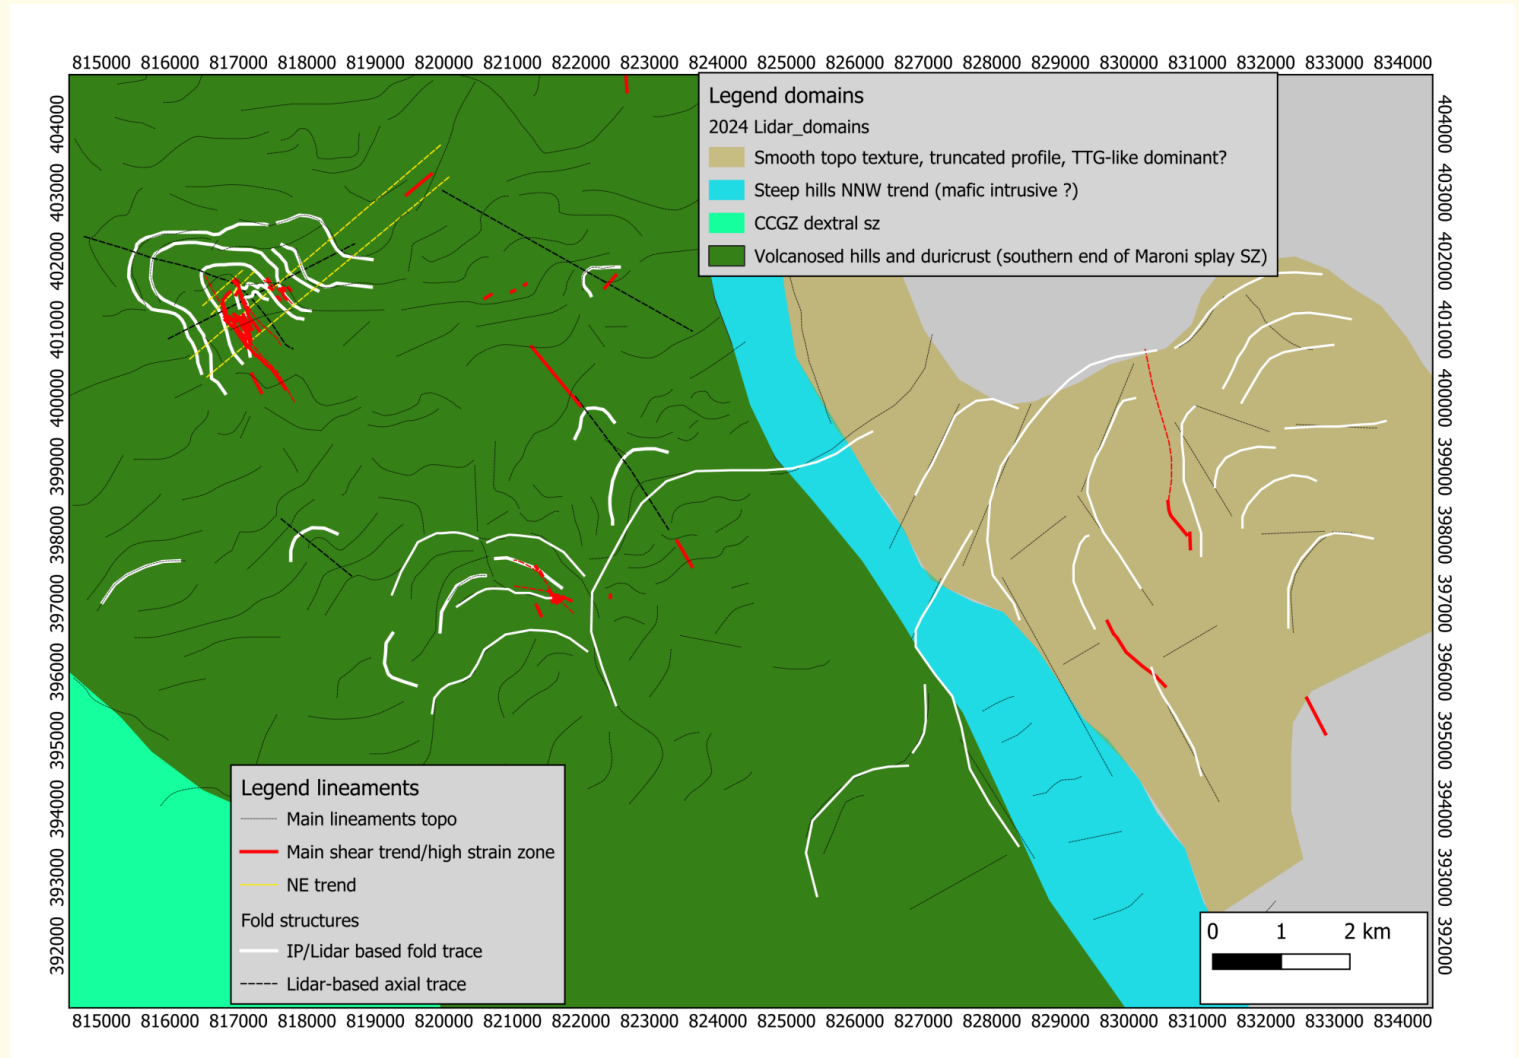 815000 816000 817000 818000 819000 820000 821000 822000 823000 824000 825000 826000 827000 828000 829000 830000 831000 832000 833000 834000
404000
403000
402000
401000
400000
399000
398000
397000
396000
395000
394000
393000
392000
Legend domains
2024 Lidar_domains
Smooth topo texture, truncated profile, TTG-like dominant?
Steep hills NNW trend (mafic intrusive ?)
CCGZ dextral sz
Volcanosed hills and duricrust (southern end of Maroni splay SZ)
404000
403000
402000
401000
400000
399000
398000
397000
396000
395000
394000
393000
392000
Legend lineaments
Main lineaments topo
Main shear trend/high strain zone
NE trend
Fold structures
IP/Lidar based fold trace
Lidar-based axial trace
0 1 2 km
815000 816000 817000 818000 819000 820000 821000 822000 823000 824000 825000 826000 827000 828000 829000 830000 831000 832000 833000 834000